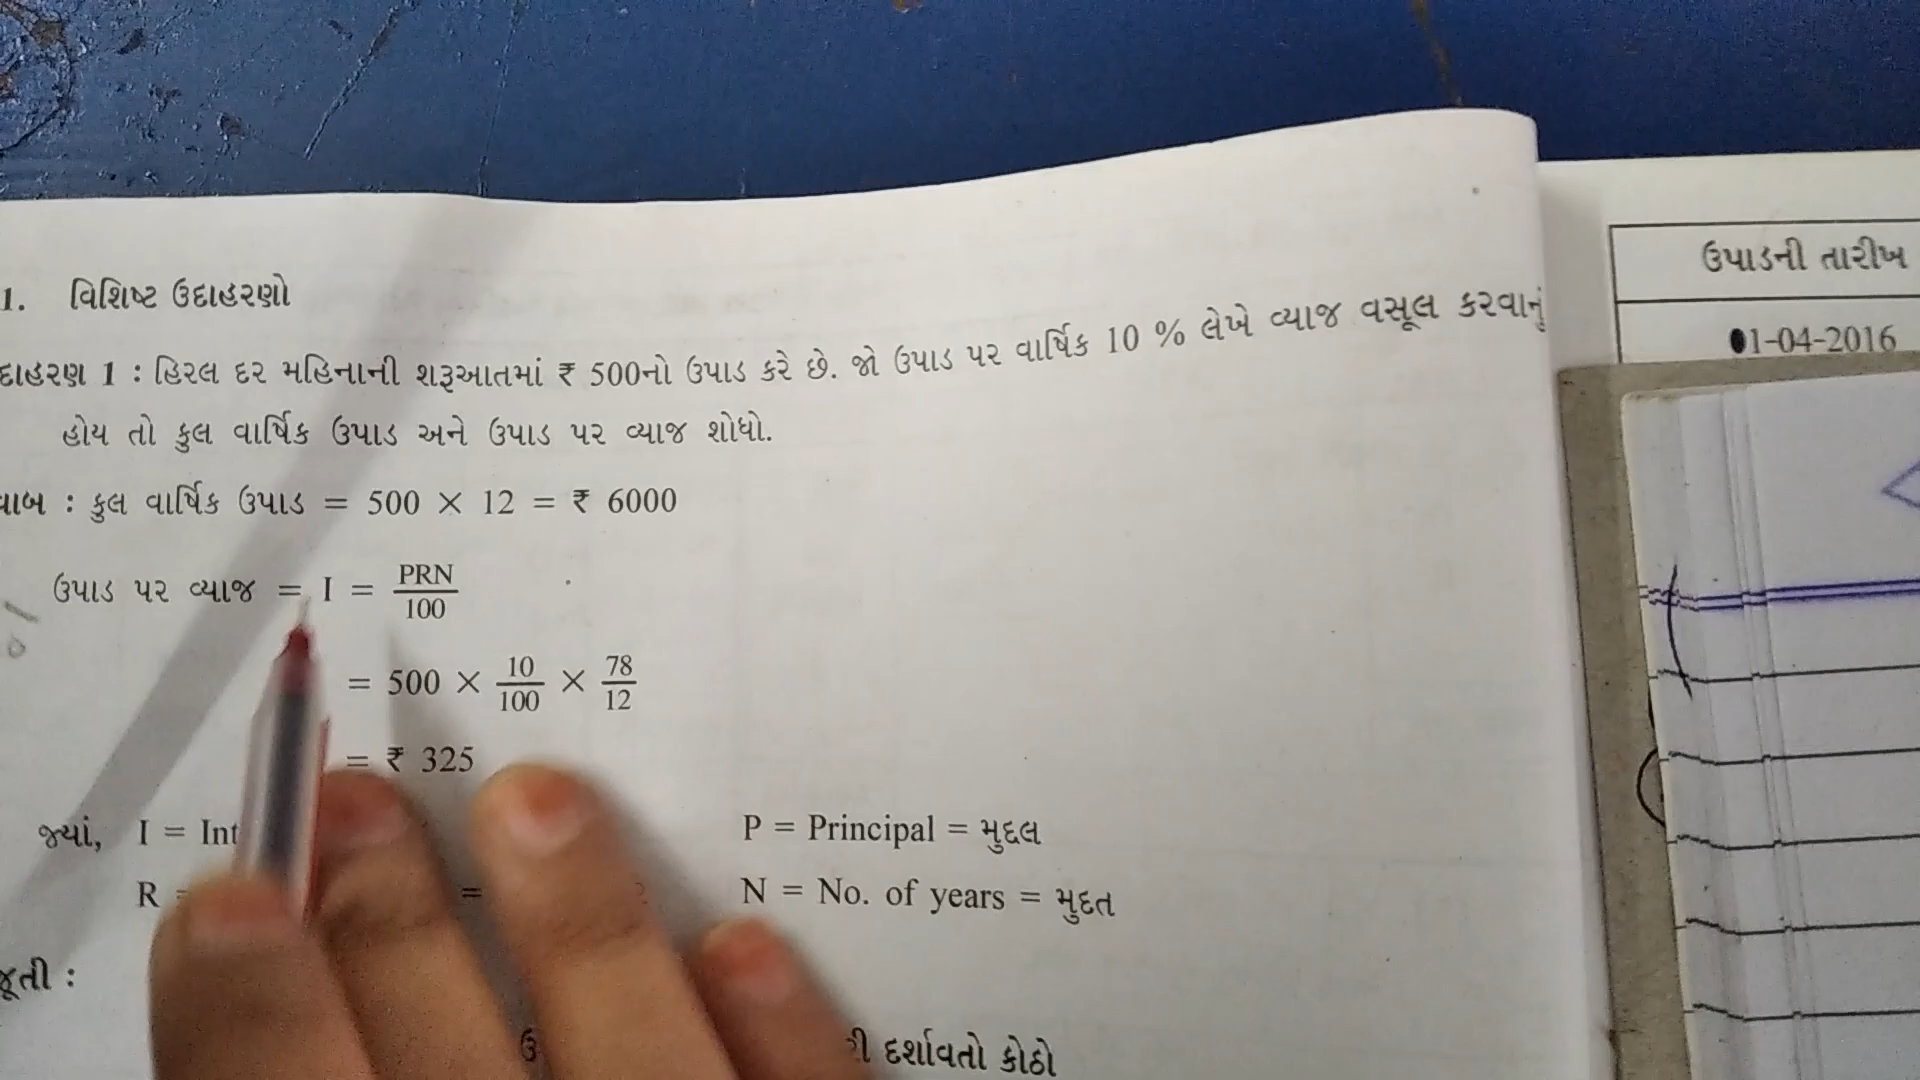 1. વિશિષ્ટ ઉદાહરણો
દાહરણ 1 : હિરલ દર મહિનાની શરૂઆતમાં ₹ 500નો ઉપાડ કરે છે. જો ઉપાડ પર વાર્ષિક 10 % લેખે વ્યાજ વસૂલ કરવાનું
હોય તો કુલ વાર્ષિક ઉપાડ અને ઉપાડ પર વ્યાજ શોધો.
વાબ : કુલ વાર્ષિક ઉપાડ = 500 × 12 = ₹ 6000
ઉપાડ પર વ્યાજ = I = PRN/100
= 500 × 10/100 × 78/12
= ₹ 325
જ્યાં, I = Int P = Principal = મુદ્દલ
R = = N = No. of years = મુદ્દત
જૂતી :
દર્શાવતો કોઠો
ઉપાડની તારીખ
01-04-2016